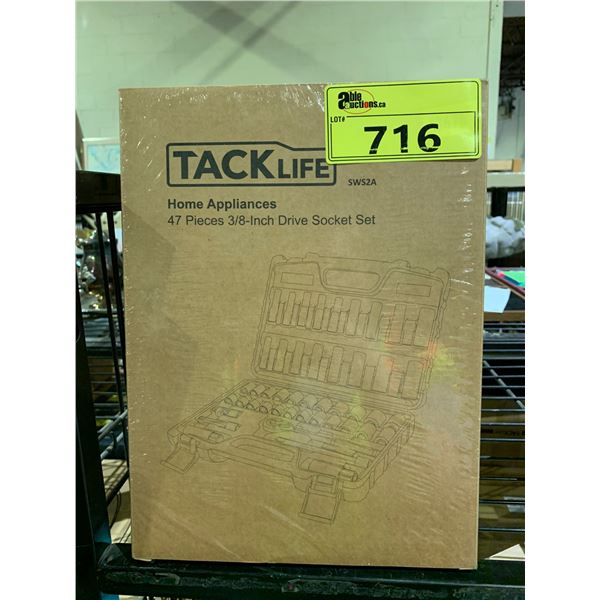 able
auctions.ca
LOT#
716
TACKLIFE
SWS2A
Home Appliances
47 Pieces 3/8-Inch Drive Socket Set